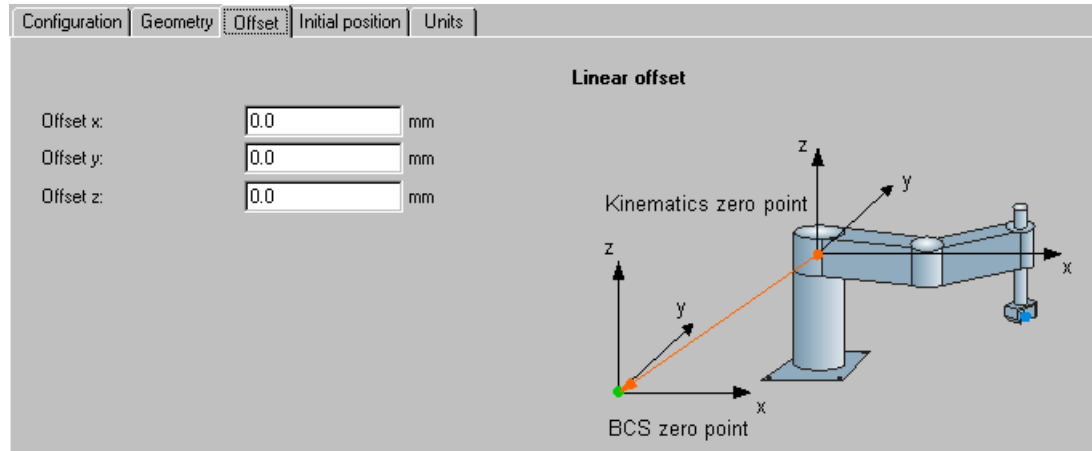 Configuration Geometry Offset Initial position Units
Linear offset
Offset x: 0.0 mm
Offset y: 0.0 mm
Offset z: 0.0 mm
z
y
Kinematics zero point
x
z
y
x
BCS zero point